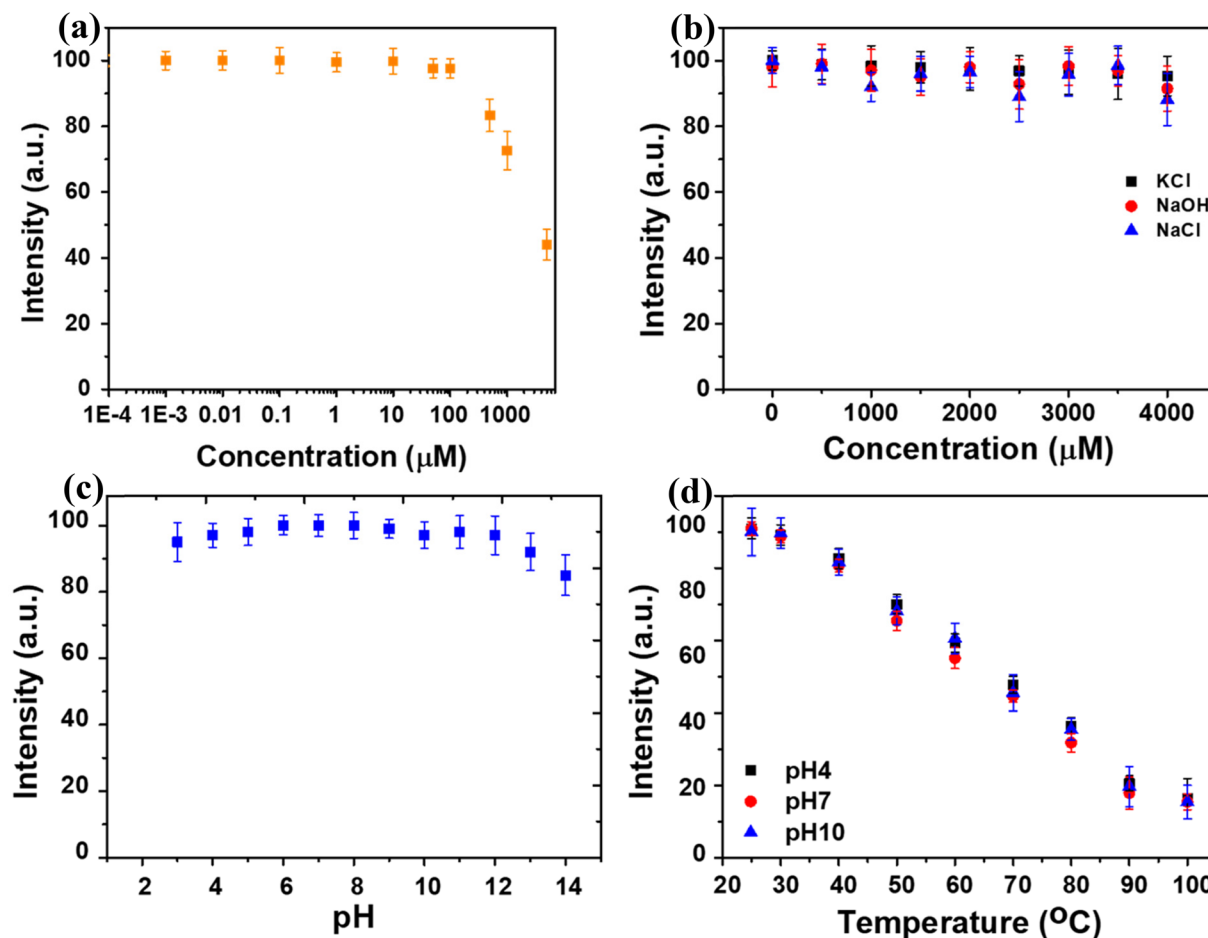 (a)
Intensity (a.u.)
100
80
60
40
20
0
1E-4 1E-3 0.01 0.1 1 10 100 1000
Concentration (μM)
(b)
Intensity (a.u.)
100
80
60
40
20
0
KCl
NaOH
NaCl
0 1000 2000 3000 4000
Concentration (μM)
(c)
Intensity (a.u.)
100
80
60
40
20
0
2 4 6 8 10 12 14
pH
(d)
Intensity (a.u.)
100
80
60
40
20
0
pH4
pH7
pH10
20 30 40 50 60 70 80 90 100
Temperature (OC)